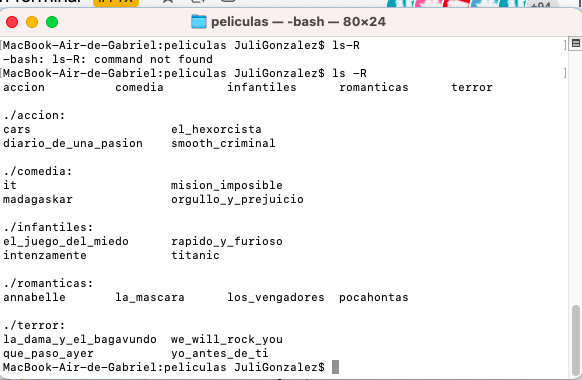 peliculas — -bash — 80×24
[MacBook-Air-de-Gabriel:peliculas JuliGonzalez$ ls-R ]
-bash: ls-R: command not found
[MacBook-Air-de-Gabriel:peliculas JuliGonzalez$ ls -R ]
accion comedia infantiles romanticas terror
./accion:
cars el_hexorcista
diario_de_una_pasion smooth_criminal
./comedia:
it mision_imposible
madagaskar orgullo_y_prejuicio
./infantiles:
el_juego_del_miedo rapido_y_furioso
intenzamente titanic
./romanticas:
annabelle la_mascara los_vengadores pocahontas
./terror:
la_dama_y_el_bagavundo we_will_rock_you
que_paso_ayer yo_antes_de_ti
MacBook-Air-de-Gabriel:peliculas JuliGonzalez$